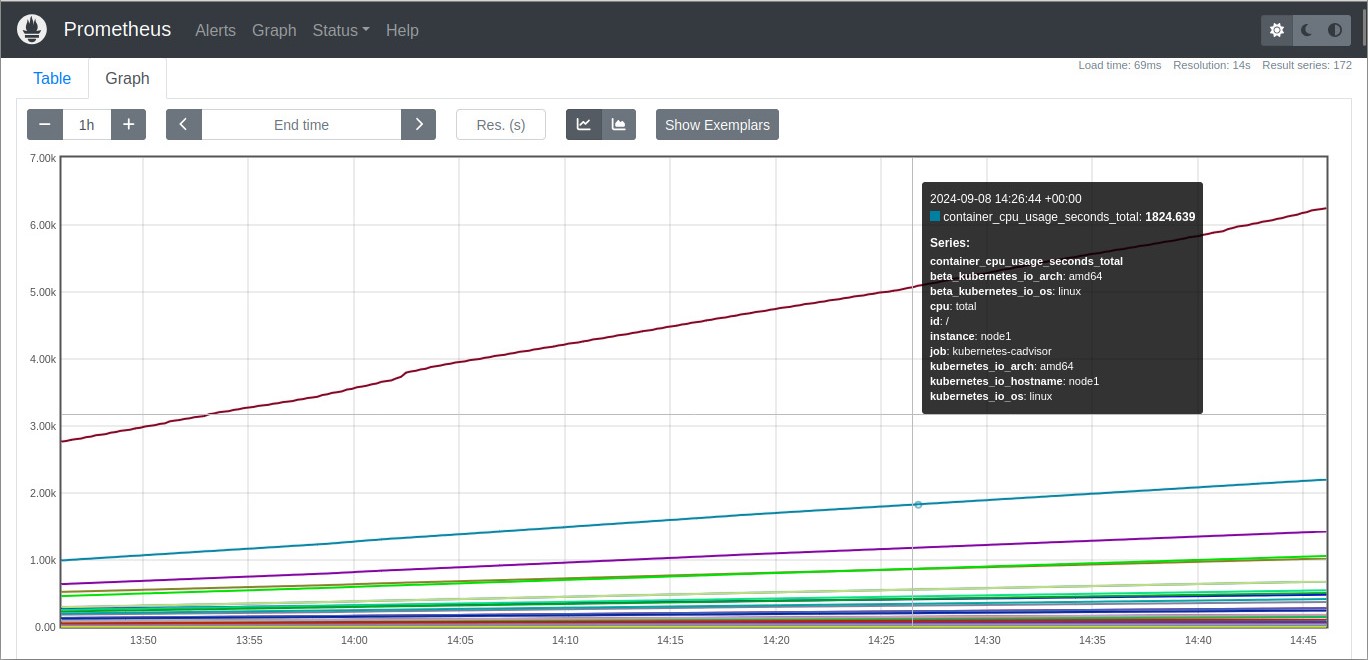 Prometheus Alerts Graph Status Help
Load time: 69ms Resolution: 14s Result series: 172
Table Graph
1h End time Res. (s) Show Exemplars
7.00k
6.00k
5.00k
4.00k
3.00k
2.00k
1.00k
0.00
2024-09-08 14:26:44 +00:00
container_cpu_usage_seconds_total: 1824.639
Series:
container_cpu_usage_seconds_total
beta_kubernetes_io_arch: amd64
beta_kubernetes_io_os: linux
cpu: total
id: /
instance: node1
job: kubernetes-cadvisor
kubernetes_io_arch: amd64
kubernetes_io_hostname: node1
kubernetes_io_os: linux
13:50 13:55 14:00 14:05 14:10 14:15 14:20 14:25 14:30 14:35 14:40 14:45